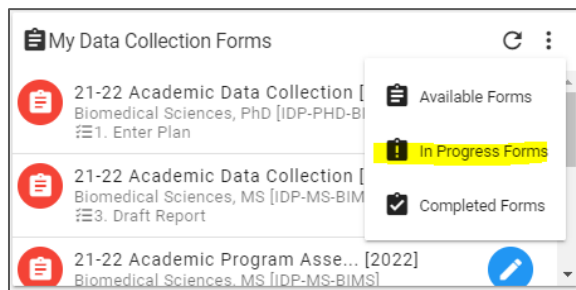 My Data Collection Forms
21-22 Academic Data Collection [
Biomedical Sciences, PhD [IDP-PHD-BI
1. Enter Plan
21-22 Academic Data Collection [
Biomedical Sciences, MS [IDP-MS-BIM
3. Draft Report
21-22 Academic Program Asse... [2022]
Biomedical Sciences, MS [IDP-MS-BIMS]
Available Forms
In Progress Forms
Completed Forms